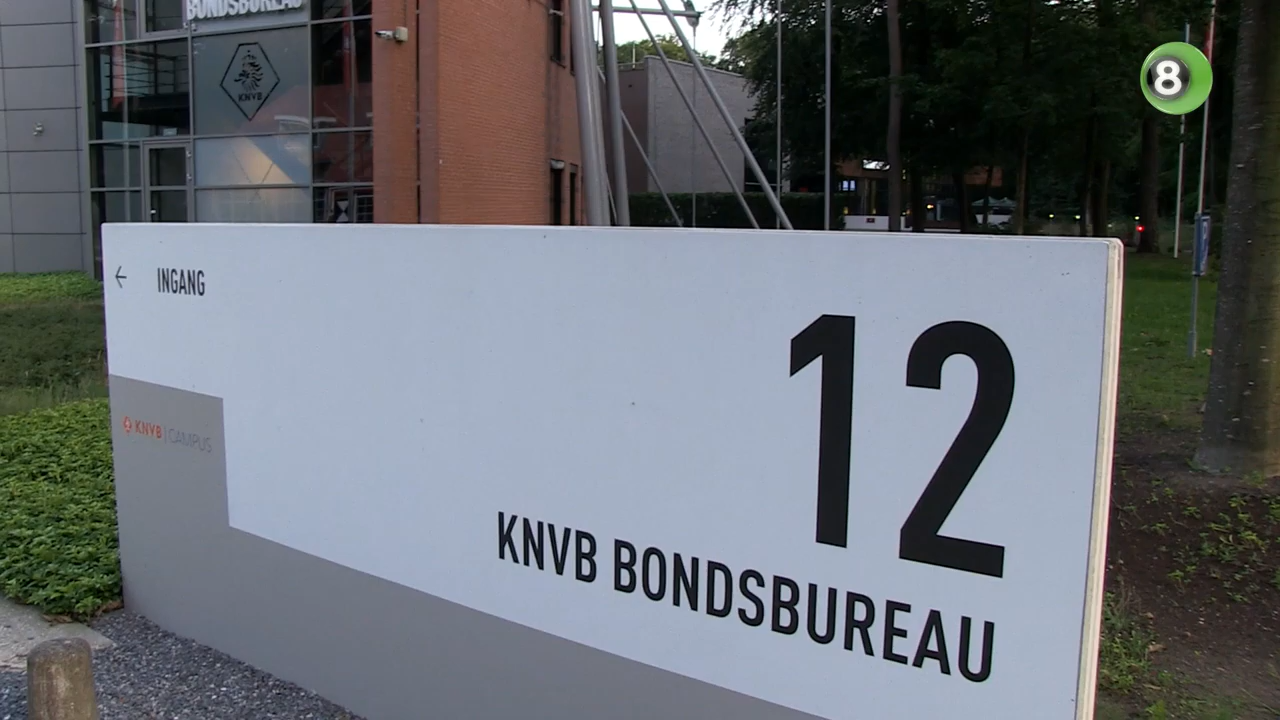 BONDSBUREAU
KNVB
8
← INGANG
12
KNVB | CAMPUS
KNVB BONDSBUREAU